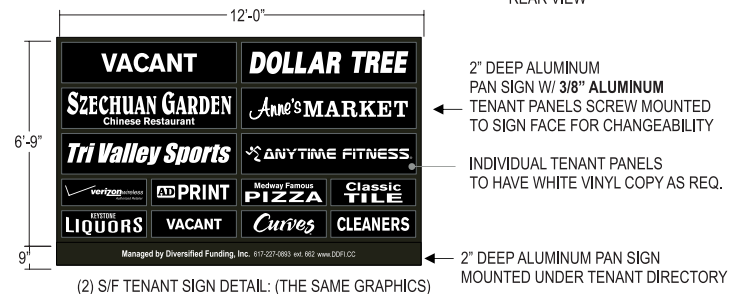 REAR VIEW
12'-0"
VACANT DOLLAR TREE
2" DEEP ALUMINUM
PAN SIGN W/ 3/8" ALUMINUM
TENANT PANELS SCREW MOUNTED
TO SIGN FACE FOR CHANGEABILITY
SZECHUAN GARDEN
Chinese Restaurant
Anne's MARKET
6'-9"
Tri Valley Sports ANYTIME FITNESS.
INDIVIDUAL TENANT PANELS
TO HAVE WHITE VINYL COPY AS REQ.
verizonwireless
Authorized Retailer
AD PRINT
Medway Famous
PIZZA
Classic
TILE
KEYSTONE
LIQUORS
VACANT Curves CLEANERS
9"
Managed by Diversified Funding, Inc. 617-227-0893 ext. 662 www.DDFI.CC
2" DEEP ALUMINUM PAN SIGN
MOUNTED UNDER TENANT DIRECTORY
(2) S/F TENANT SIGN DETAIL: (THE SAME GRAPHICS)